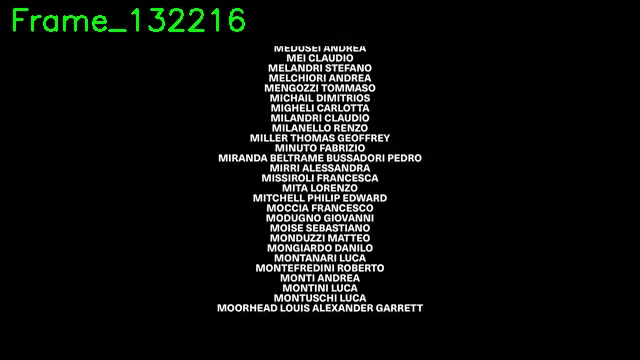 Frame_132216
MEDUSEI ANDREA
MEI CLAUDIO
MELANDRI STEFANO
MELCHIORI ANDREA
MENGOZZI TOMMASO
MICHAIL DIMITRIOS
MIGHELI CARLOTTA
MILANDRI CLAUDIO
MILANELLO RENZO
MILLER THOMAS GEOFFREY
MINUTO FABRIZIO
MIRANDA BELTRAME BUSSADORI PEDRO
MIRRI ALESSANDRA
MISSIROLI FRANCESCA
MITA LORENZO
MITCHELL PHILIP EDWARD
MOCCIA FRANCESCO
MODUGNO GIOVANNI
MOISE SEBASTIANO
MONDUZZI MATTEO
MONGIARDO DANILO
MONTANARI LUCA
MONTEFREDINI ROBERTO
MONTI ANDREA
MONTINI LUCA
MONTUSCHI LUCA
MOORHEAD LOUIS ALEXANDER GARRETT